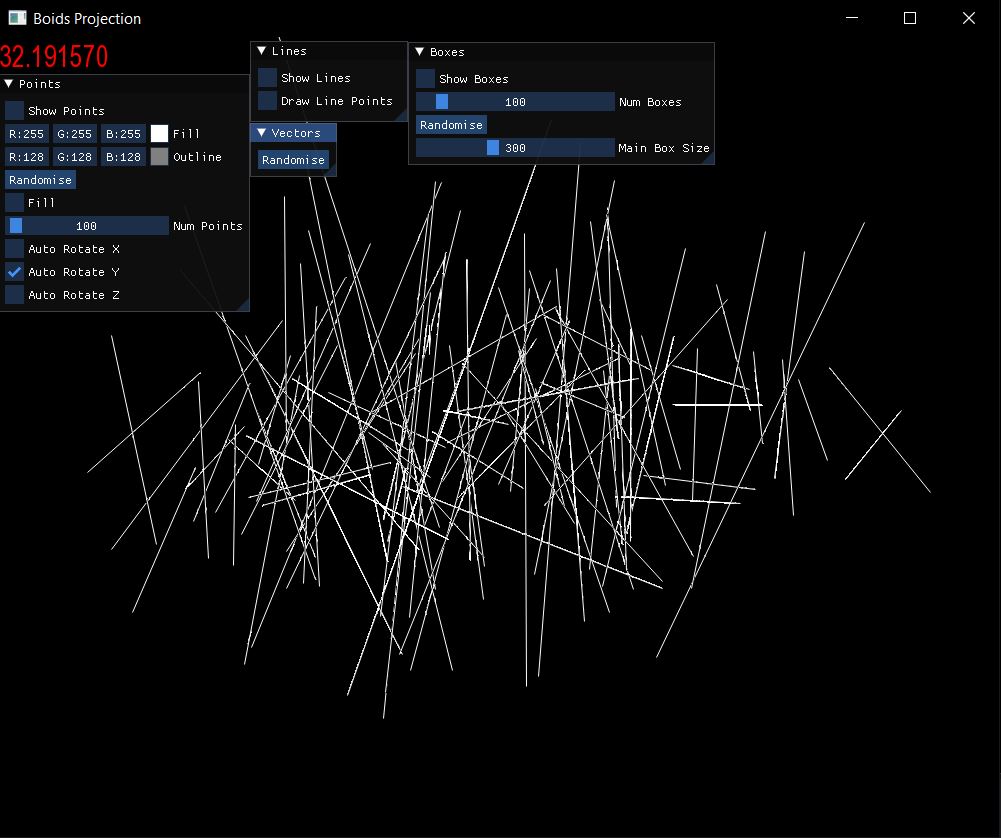 Boids Projection
32.191570
Points
Show Points
R:255 G:255 B:255 Fill
R:128 G:128 B:128 Outline
Randomise
Fill
100 Num Points
Auto Rotate X
Auto Rotate Y
Auto Rotate Z
Lines
Show Lines
Draw Line Points
Vectors
Randomise
Boxes
Show Boxes
100 Num Boxes
Randomise
300 Main Box Size